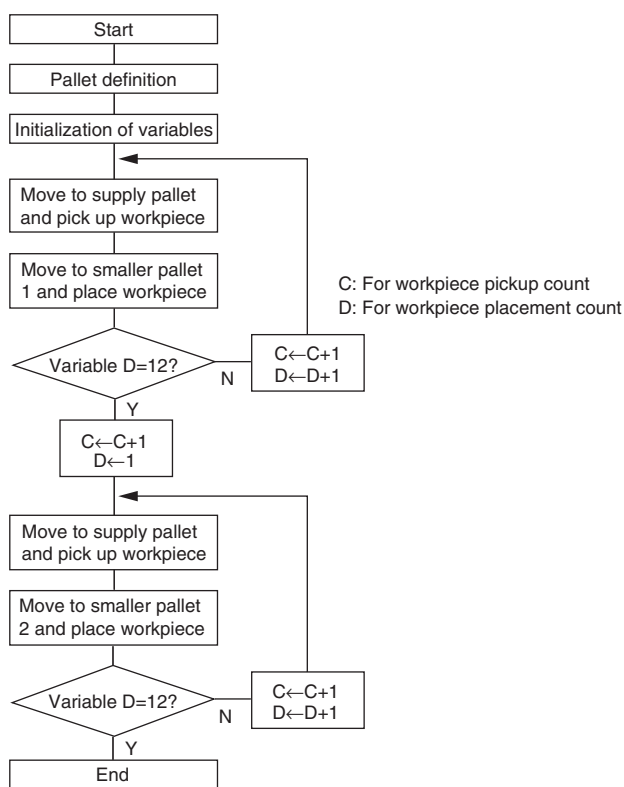 Start
Pallet definition
Initialization of variables
Move to supply pallet
and pick up workpiece
Move to smaller pallet
1 and place workpiece
C: For workpiece pickup count
D: For workpiece placement count
Variable D=12?
N
C←C+1
D←D+1
Y
C←C+1
D←1
Move to supply pallet
and pick up workpiece
Move to smaller pallet
2 and place workpiece
Variable D=12?
N
C←C+1
D←D+1
Y
End